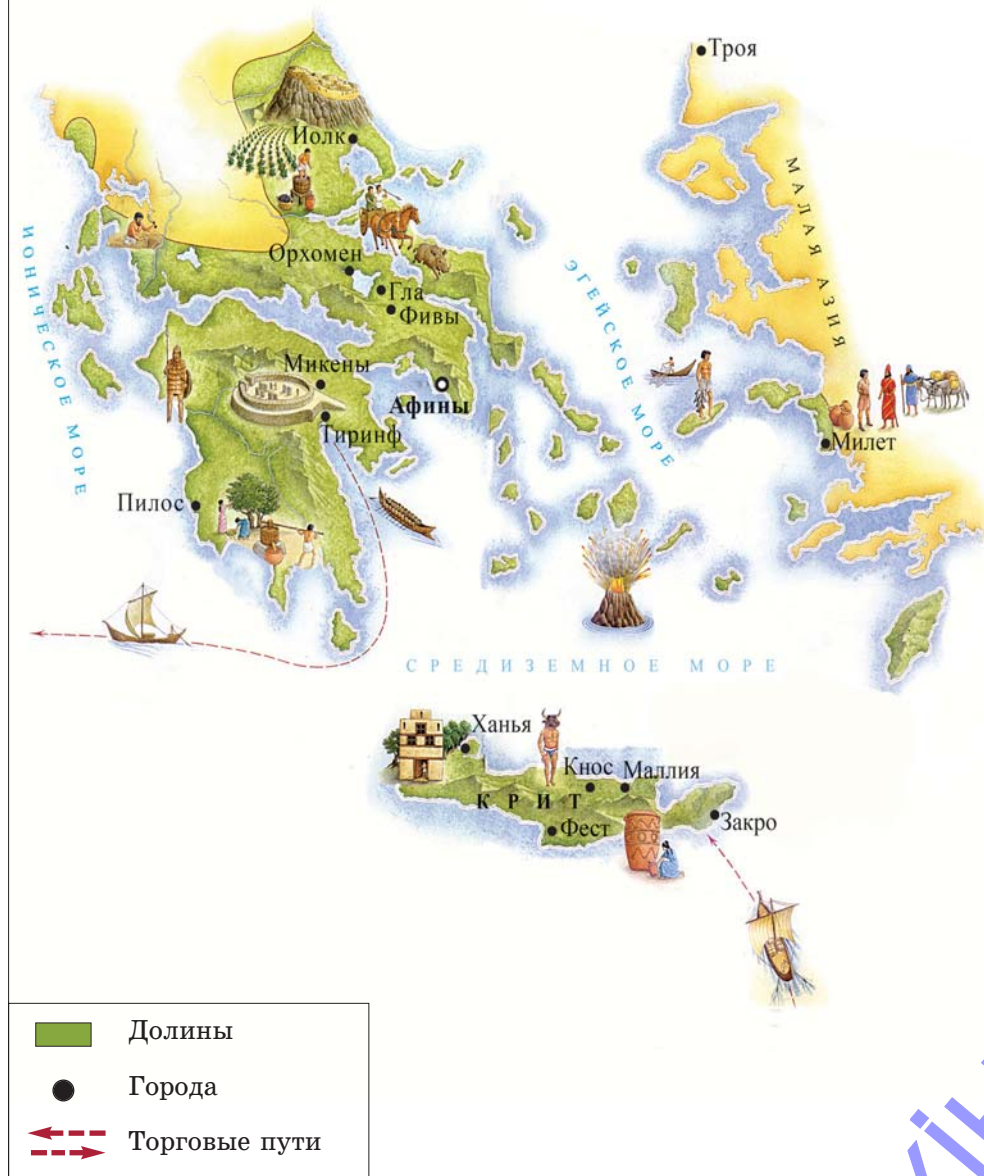 Троя
Иолк
МАЛАЯ АЗИЯ
ИОНИЧЕСКОЕ МОРЕ
Орхомен
ЭГЕЙСКОЕ МОРЕ
Гла
Фивы
Микены
Афины
Тиринф
Милет
Пилос
СРЕДИЗЕМНОЕ МОРЕ
Ханья
Кнос
Маллия
КРИТ
Фест
Закро
Долины
Города
Торговые пути